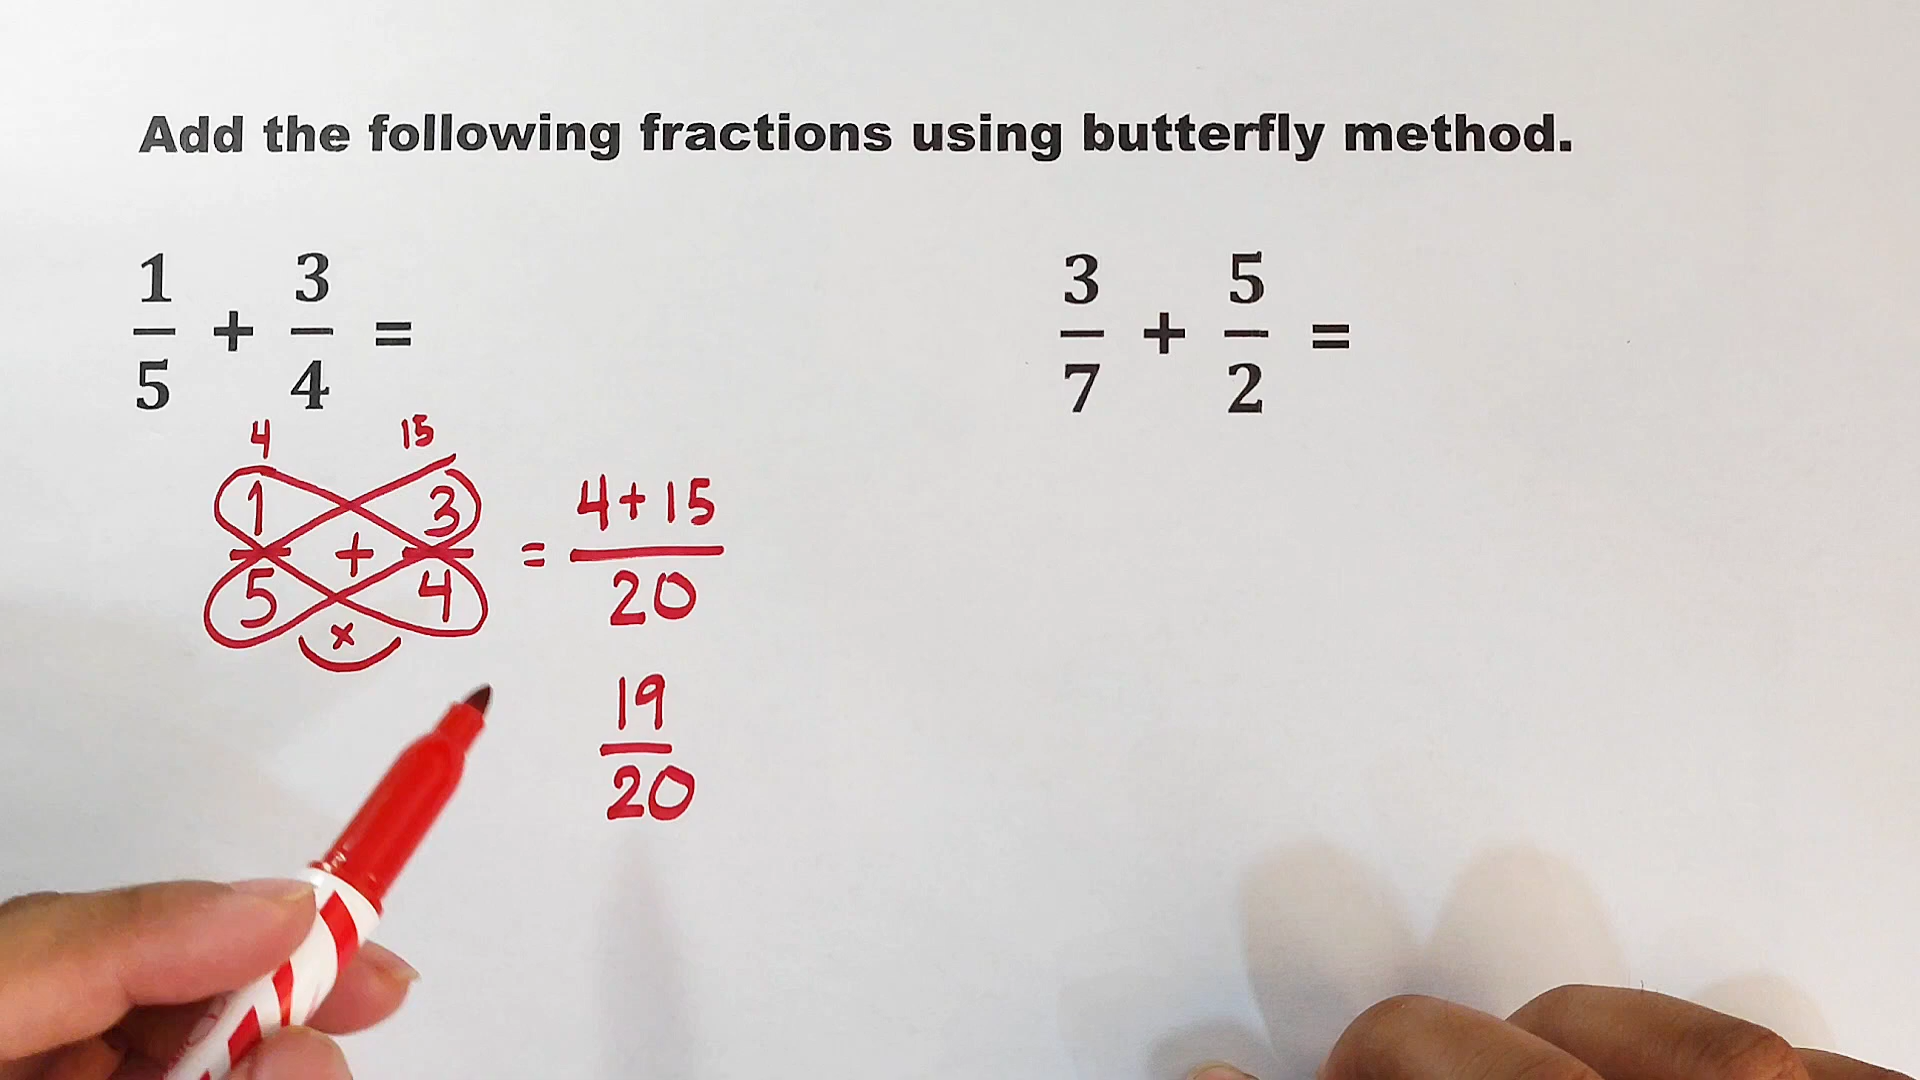 Add the following fractions using butterfly method.
1/5 + 3/4 =
3/7 + 5/2 =
4 15
1/5 + 3/4 = 4+15/20
×
19/20